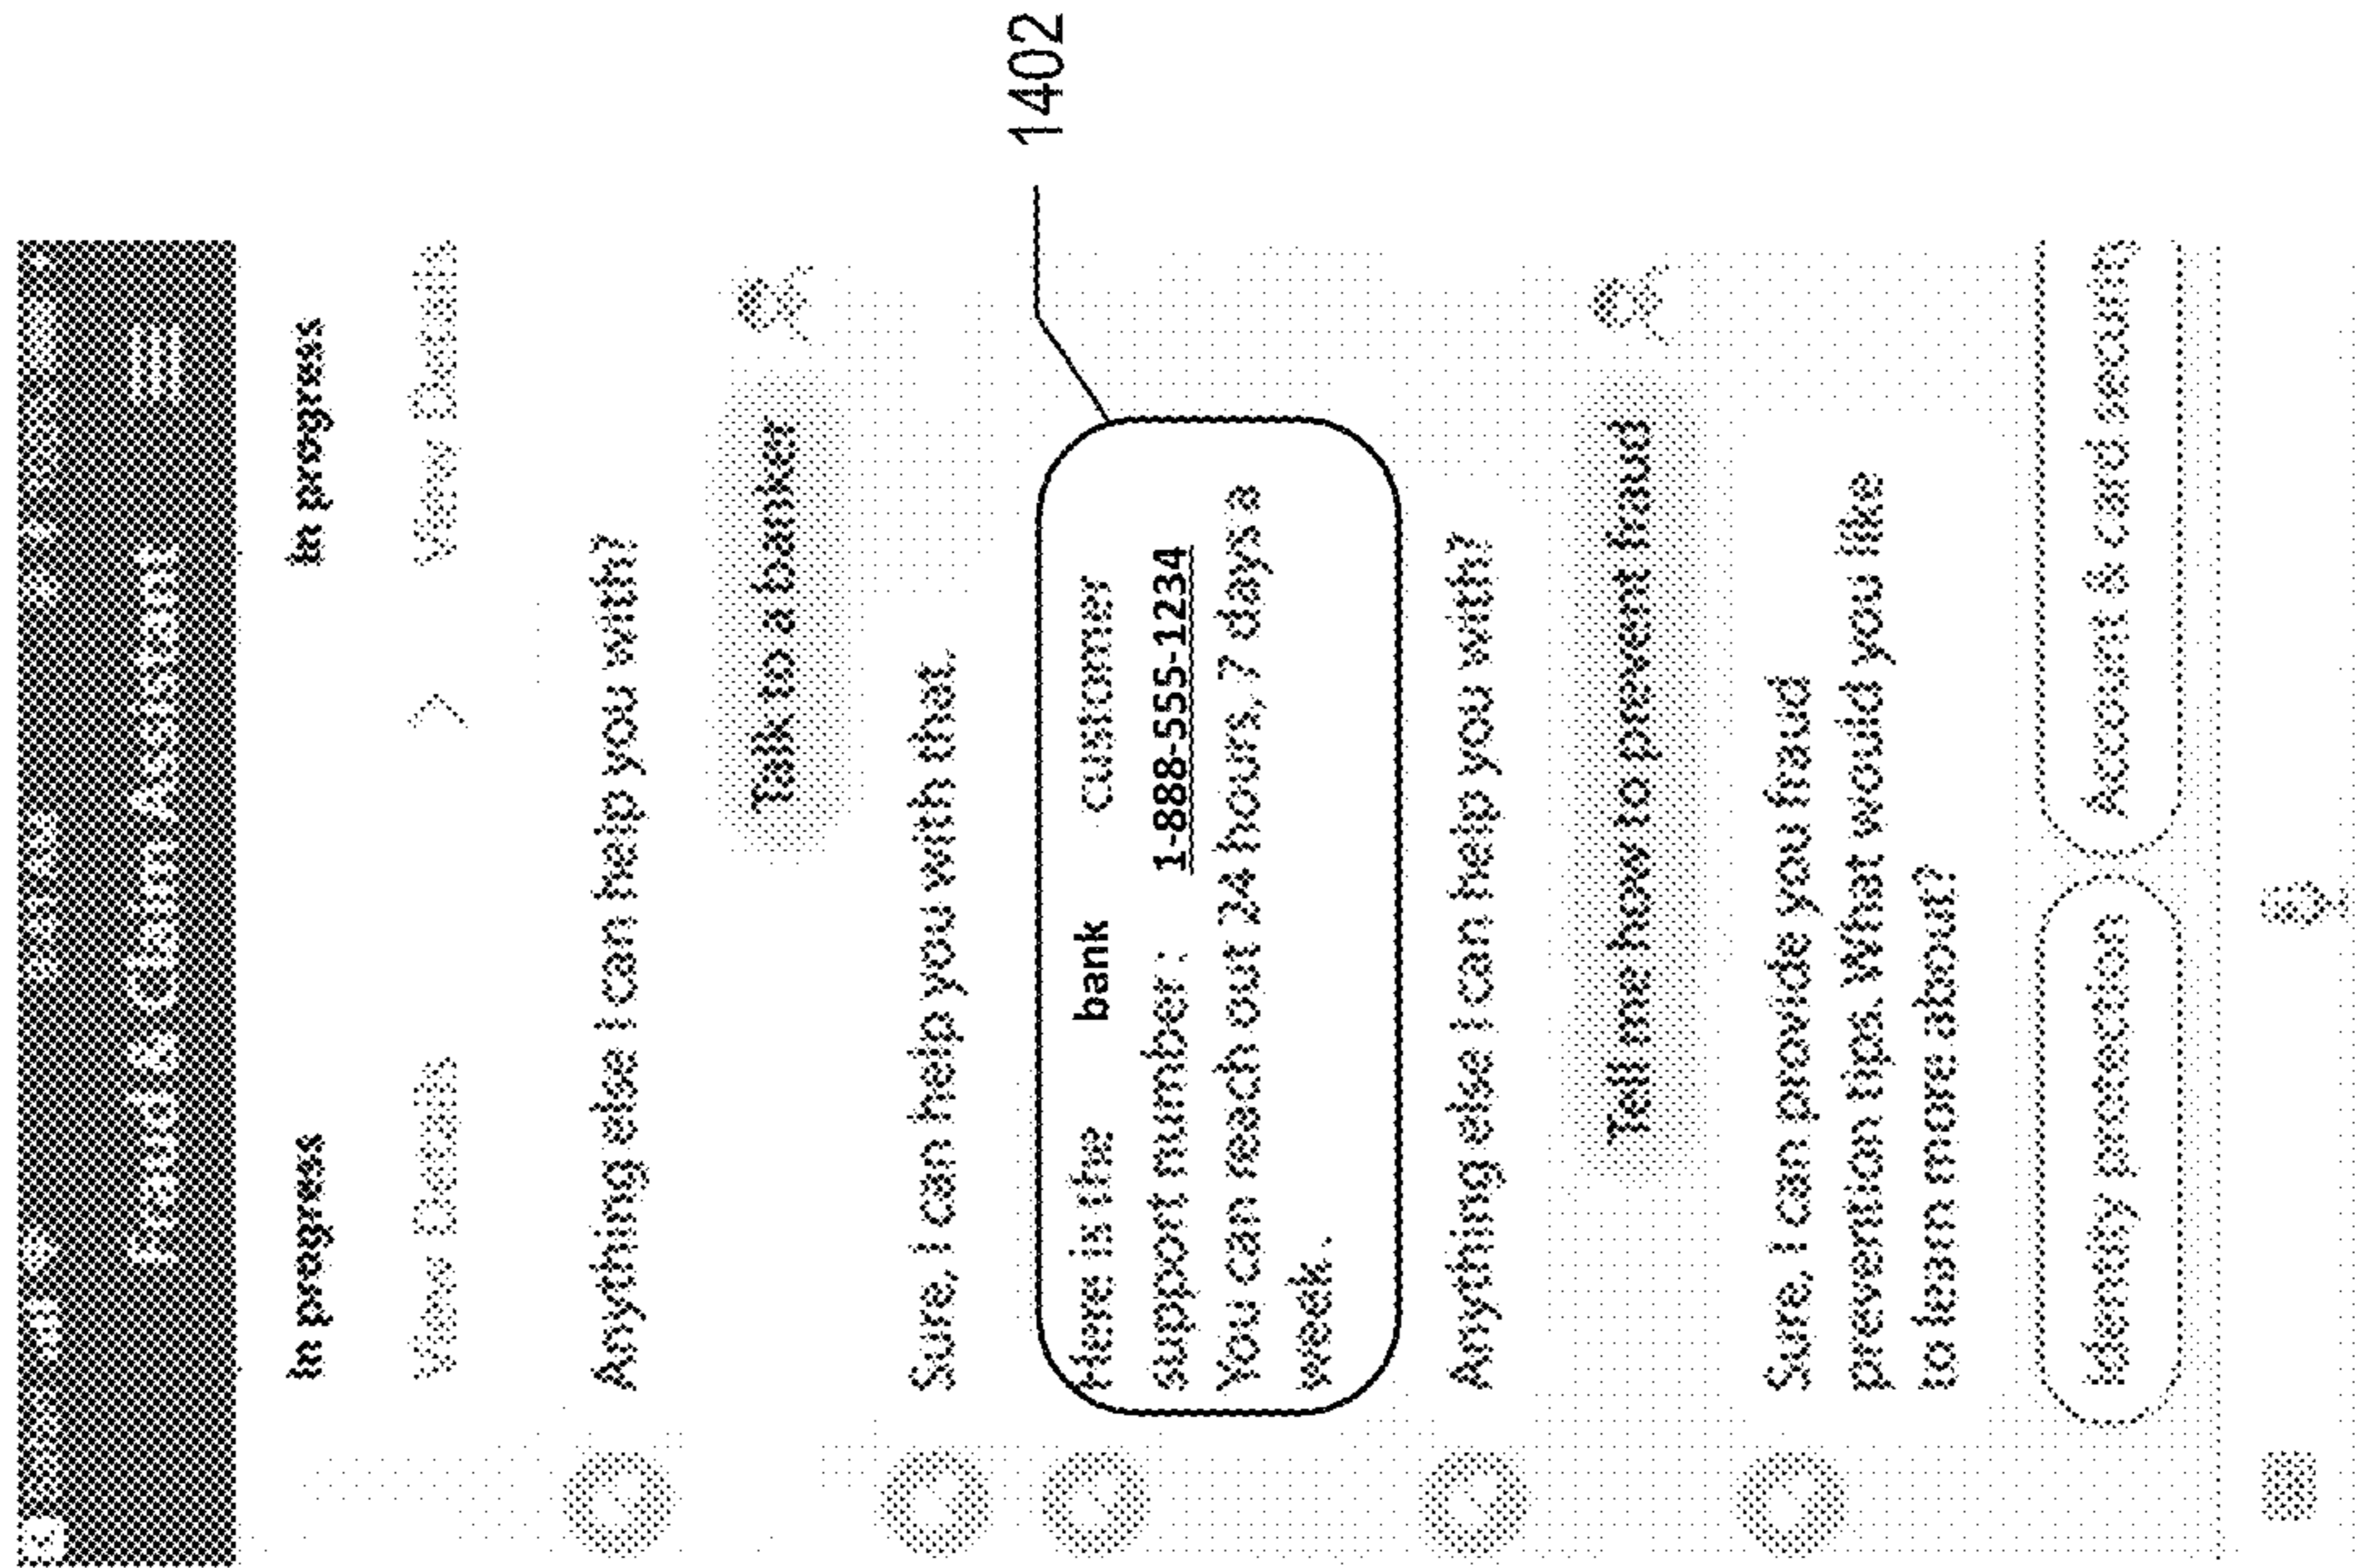 Fraud & Claim Assistant
In progress In progress
View Details View Details
Anything else I can help you with?
Talk to a banker
Sure, I can help you with that.
1402
Here is the bank customer
support number: 1-888-555-1234
You can reach out 24 hours, 7 days a
week.
Anything else I can help you with?
Tell me how to prevent fraud
Sure, I can provide you fraud
prevention tips. What would you like
to learn more about?
Identity protection Account & card security